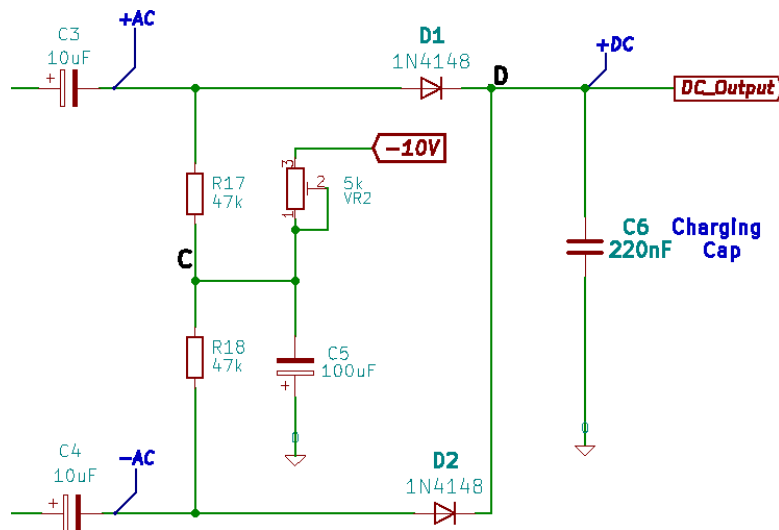 C3
10uF
+
+AC
D1
1N4148
D
+DC
DC_Output
-10V
3
2
1
5k
VR2
R17
47k
C
C6 Charging
220nF Cap
R18
47k
C5
100uF
+
0
0
C4
10uF
+
-AC
D2
1N4148